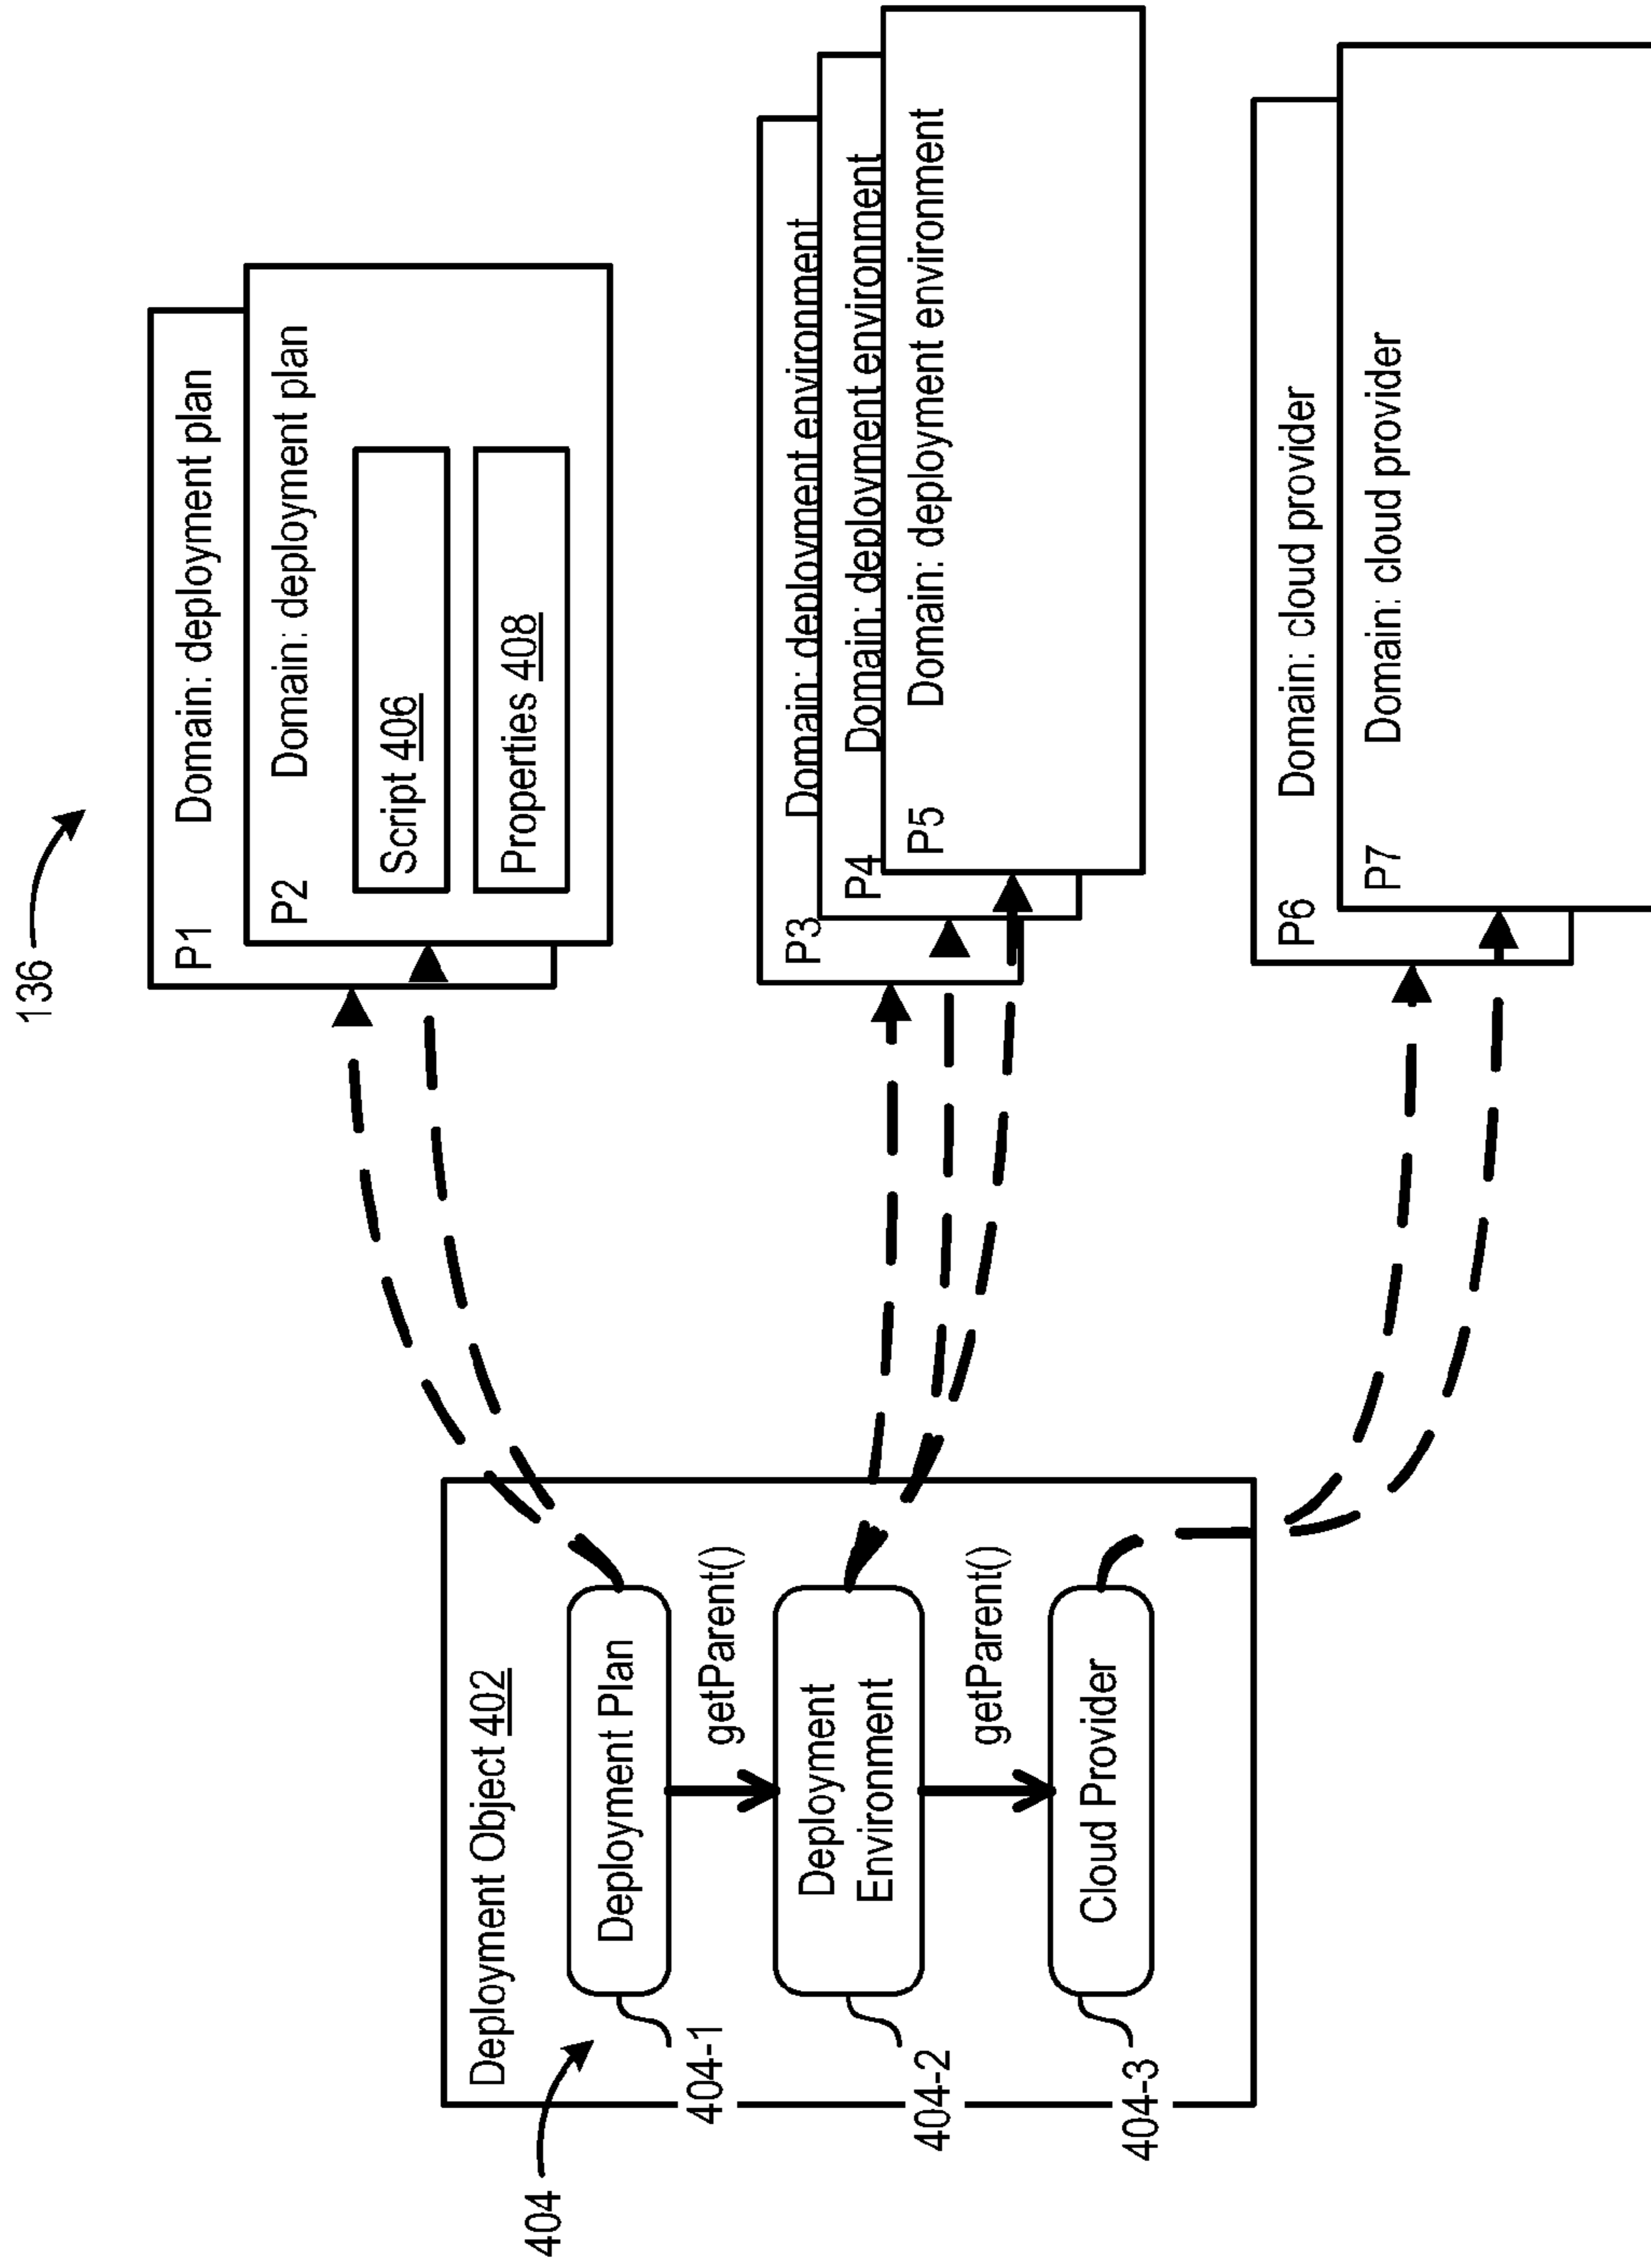 136
P1 Domain: deployment plan
P2 Domain: deployment plan
Script 406
Properties 408
P3 Domain: deployment environment
P4 Domain: deployment environment
P5 Domain: deployment environment
P6 Domain: cloud provider
P7 Domain: cloud provider
404
Deployment Object 402
Deployment Plan
404-1
getParent()
Deployment
Environment
404-2
getParent()
Cloud Provider
404-3